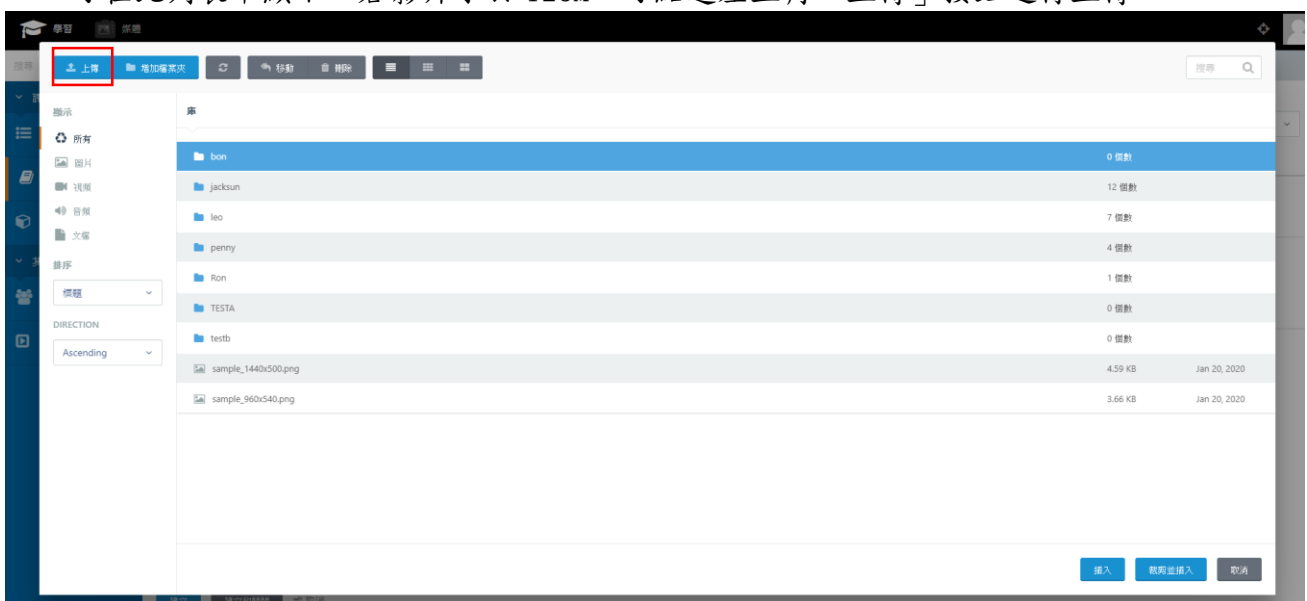 學習 媒體
搜尋
上傳 增加檔案夾 移動 刪除 搜尋
顯示
所有
圖片
視頻
音頻
文檔
排序
標題
DIRECTION
Ascending
庫
bon 0 個數
jacksun 12 個數
leo 7 個數
penny 4 個數
Ron 1 個數
TESTA 0 個數
testb 0 個數
sample_1440x500.png 4.59 KB Jan 20, 2020
sample_960x540.png 3.66 KB Jan 20, 2020
插入 裁剪並插入 取消